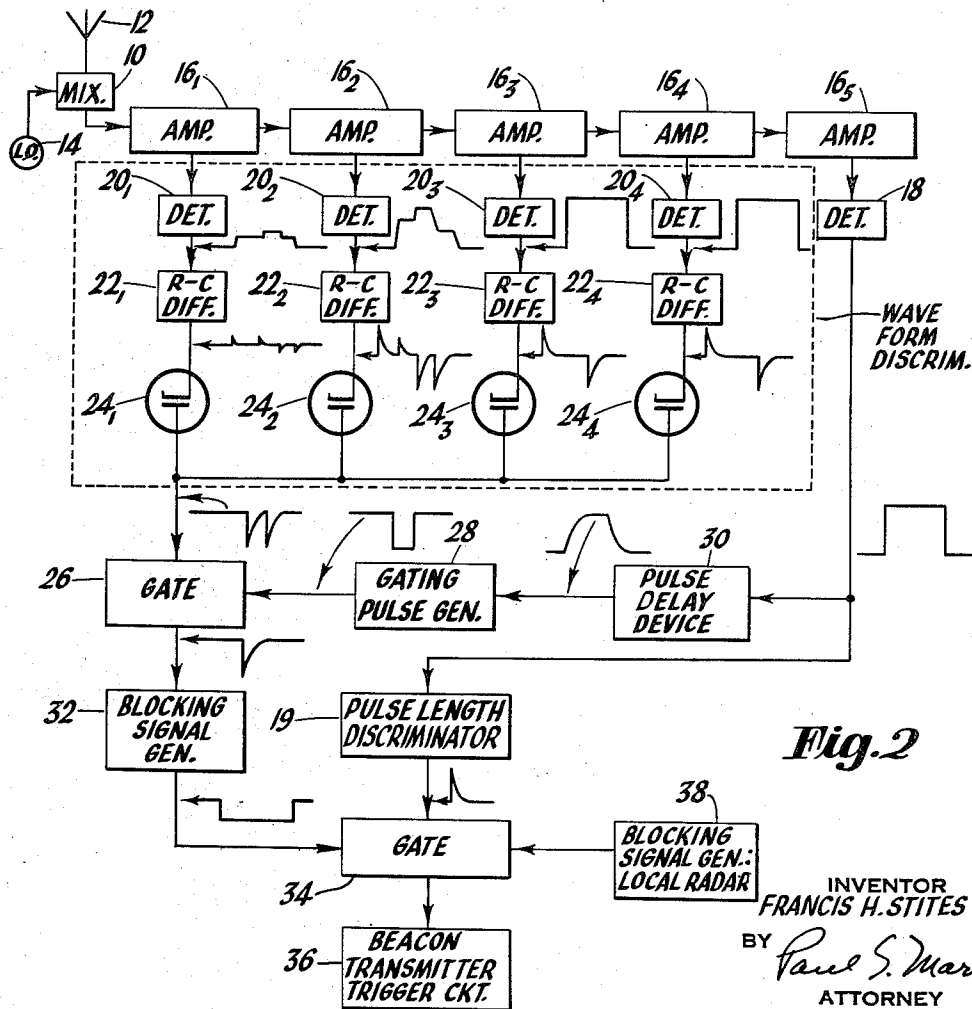 12
10
MIX.
L.O.
14
16₁
AMP.
16₂
AMP.
16₃
AMP.
16₄
AMP.
16₅
AMP.
20₁
DET.
20₂
DET.
20₃
DET.
20₄
DET.
18
DET.
22₁
R-C
DIFF.
22₂
R-C
DIFF.
22₃
R-C
DIFF.
22₄
R-C
DIFF.
WAVE
FORM
DISCRIM.
24₁
24₂
24₃
24₄
26
GATE
28
GATING
PULSE GEN.
30
PULSE
DELAY
DEVICE
32
BLOCKING
SIGNAL
GEN.
19
PULSE LENGTH
DISCRIMINATOR
Fig.2
34
GATE
38
BLOCKING
SIGNAL GEN.:
LOCAL RADAR
36
BEACON
TRANSMITTER
TRIGGER CKT.
INVENTOR
FRANCIS H. STITES
BY Paul S. Mar
ATTORNEY